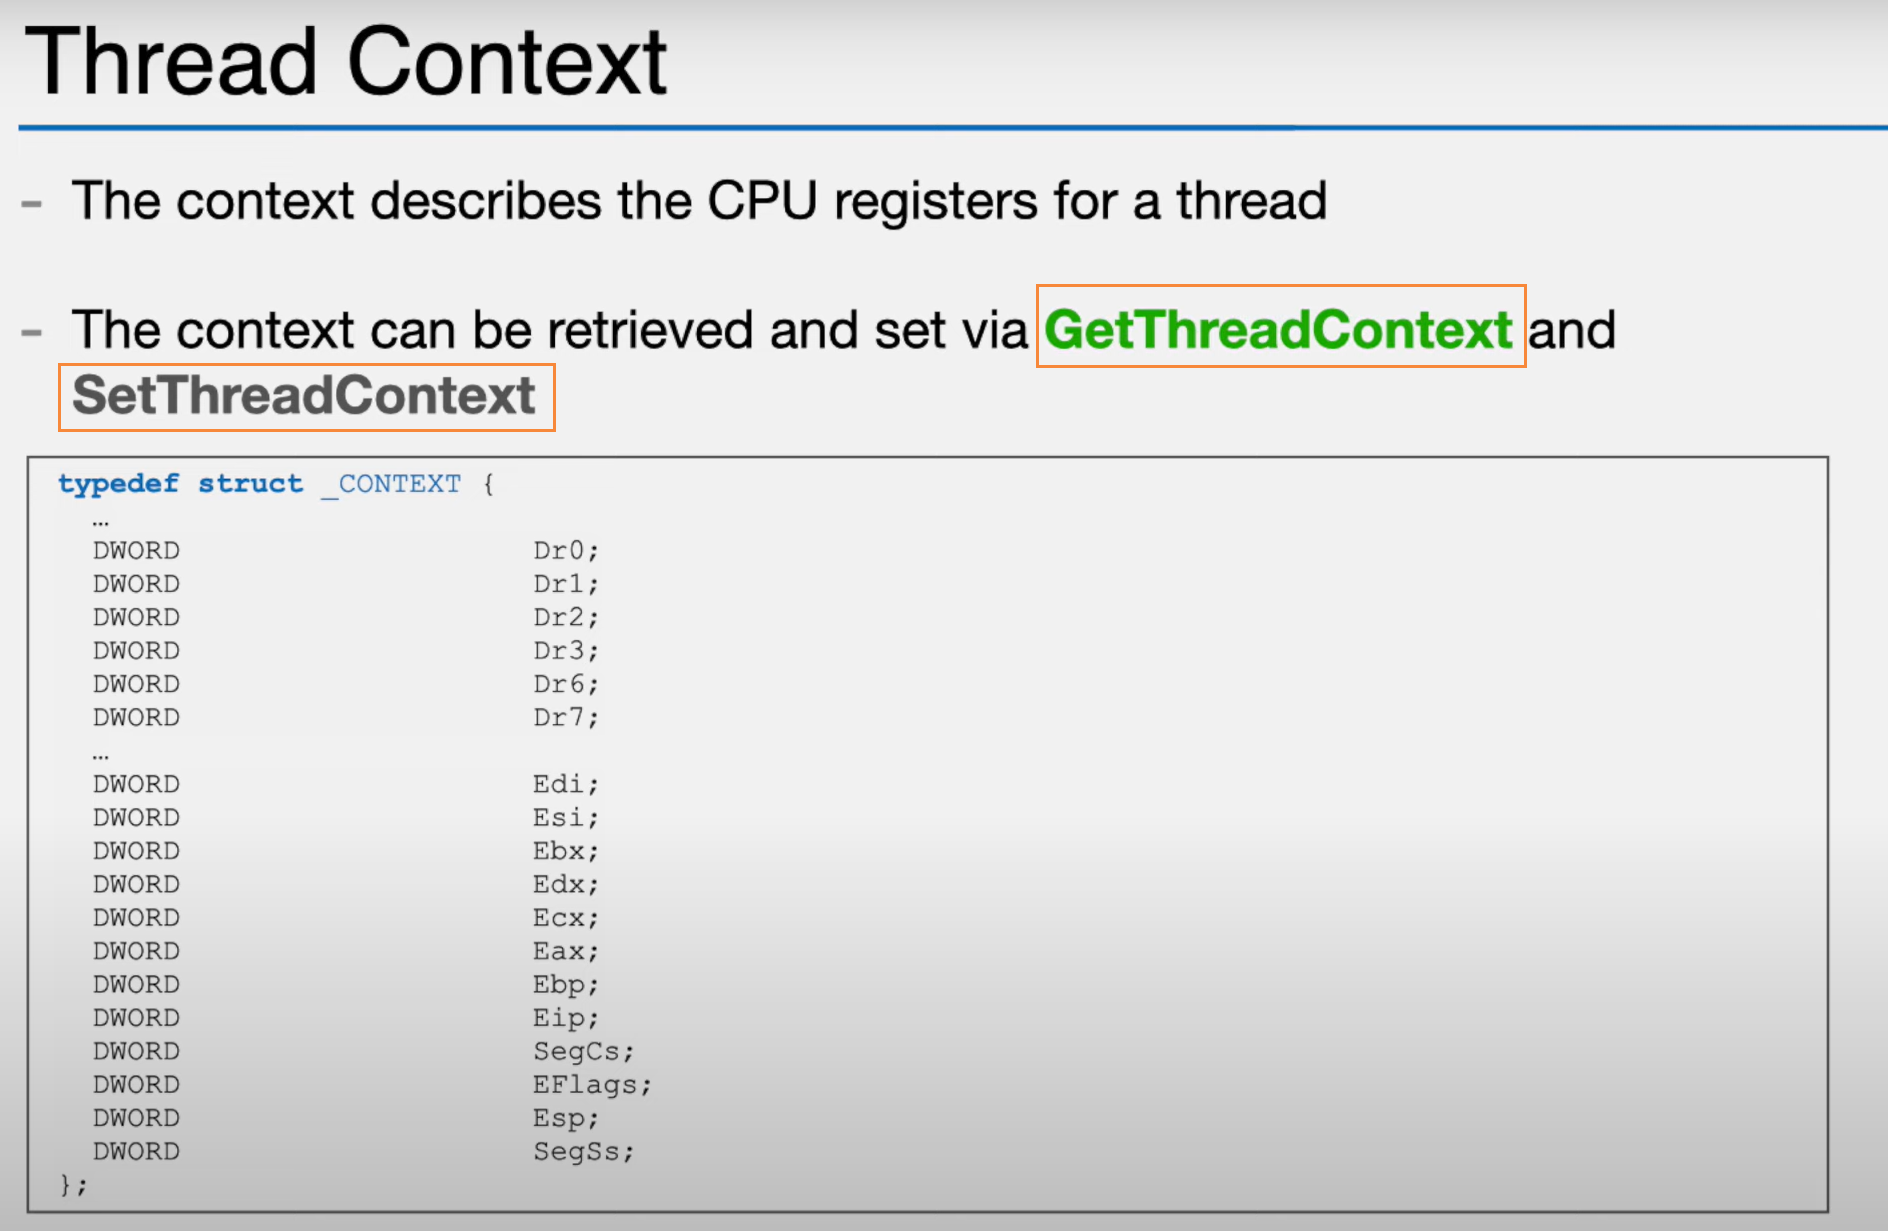 Thread Context
- The context describes the CPU registers for a thread
- The context can be retrieved and set via GetThreadContext and
SetThreadContext
typedef struct _CONTEXT {
…
DWORD Dr0;
DWORD Dr1;
DWORD Dr2;
DWORD Dr3;
DWORD Dr6;
DWORD Dr7;
…
DWORD Edi;
DWORD Esi;
DWORD Ebx;
DWORD Edx;
DWORD Ecx;
DWORD Eax;
DWORD Ebp;
DWORD Eip;
DWORD SegCs;
DWORD EFlags;
DWORD Esp;
DWORD SegSs;
};